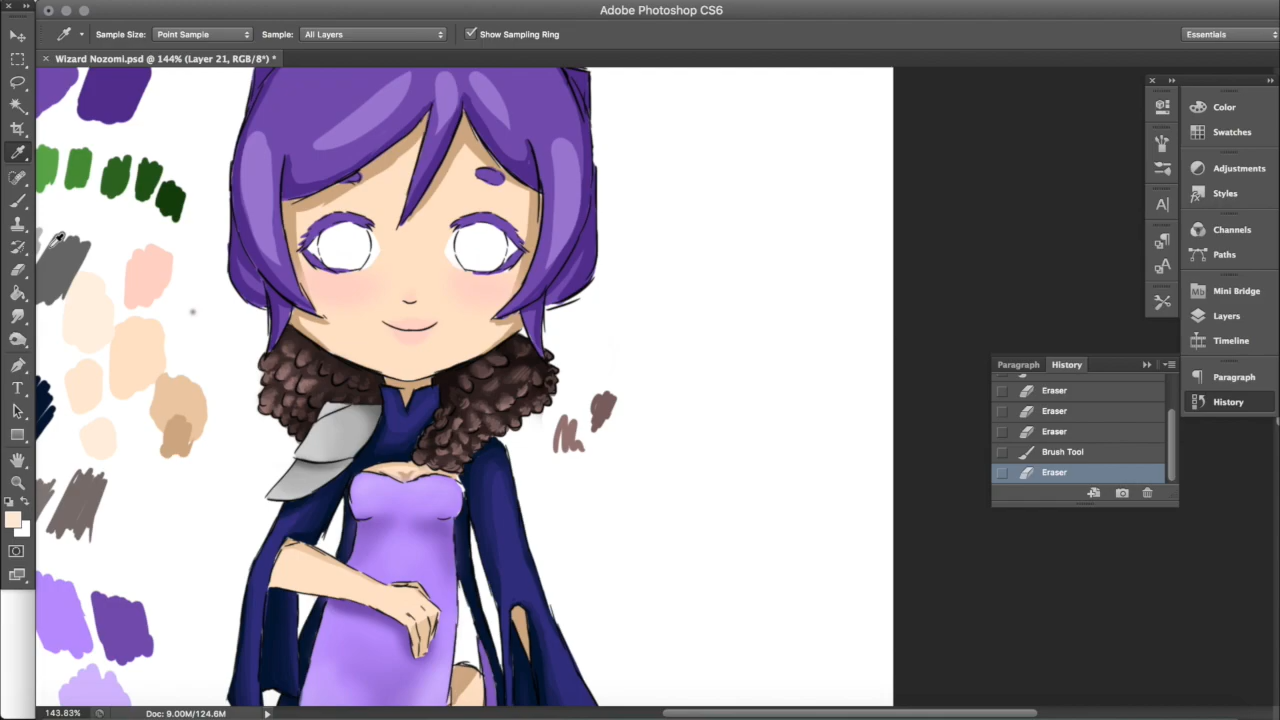 Adobe Photoshop CS6
Sample Size: Point Sample Sample: All Layers Show Sampling Ring Essentials
Wizard Nozomi.psd @ 144% (Layer 21, RGB/8*) *
Color
Swatches
Adjustments
Styles
Channels
Paths
Mb Mini Bridge
Layers
Timeline
Paragraph
History
Paragraph History
Eraser
Eraser
Eraser
Brush Tool
Eraser
143.83% Doc: 9.00M/124.6M